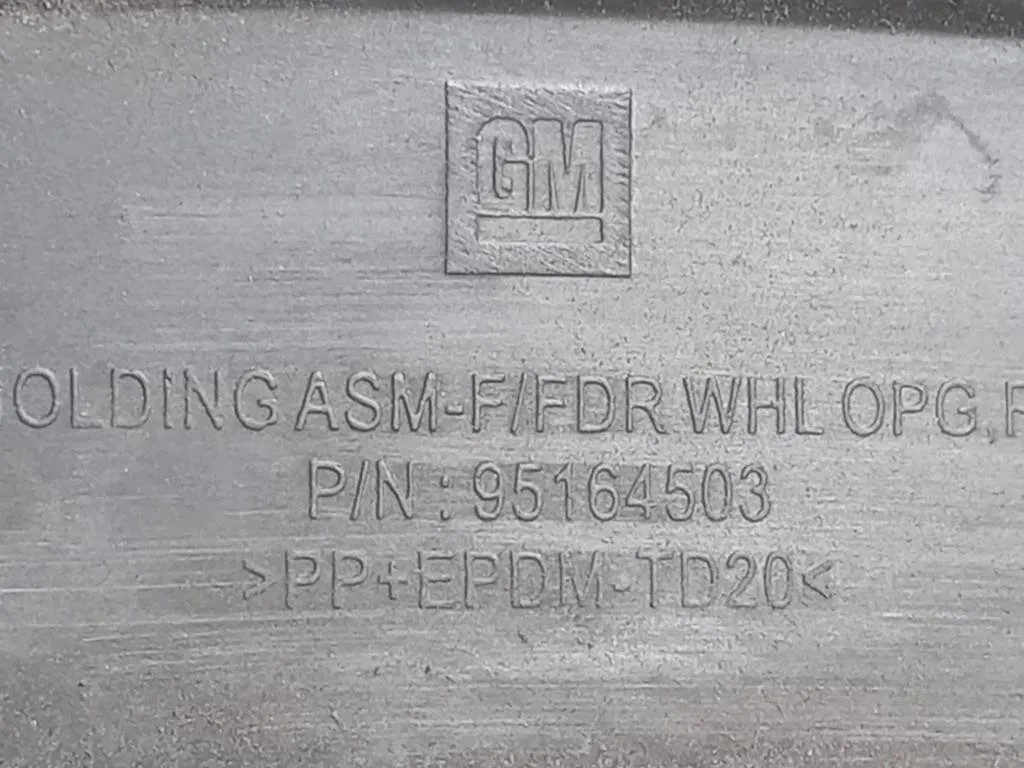 GM
OLDING ASM-F/FDR WHL OPG,
P/N : 95164503
>PP+EPDM-TD20<